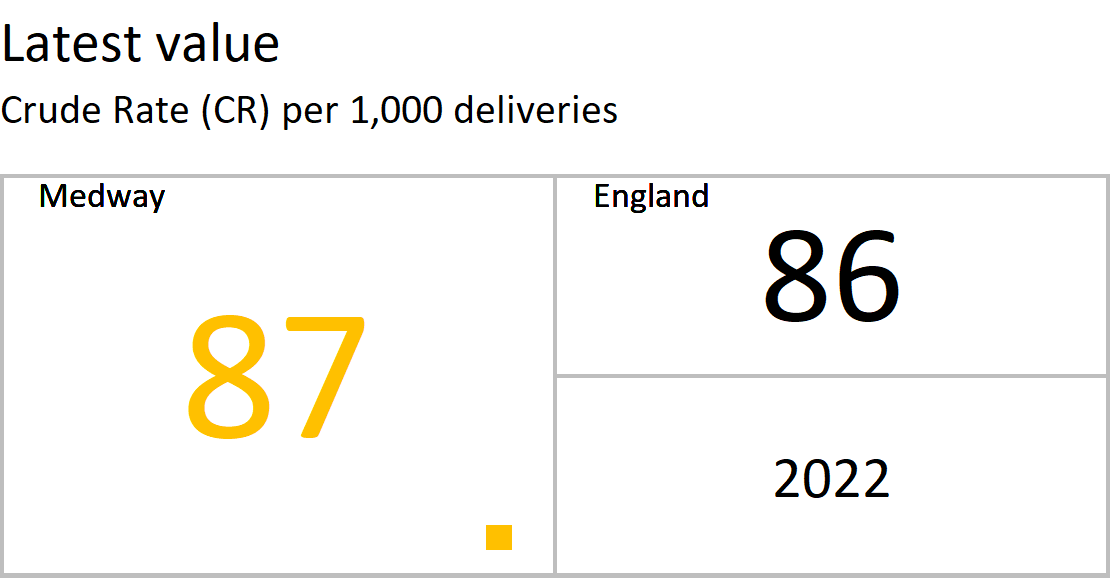 Latest value
Crude Rate (CR) per 1,000 deliveries
Medway
87
England
86
2022